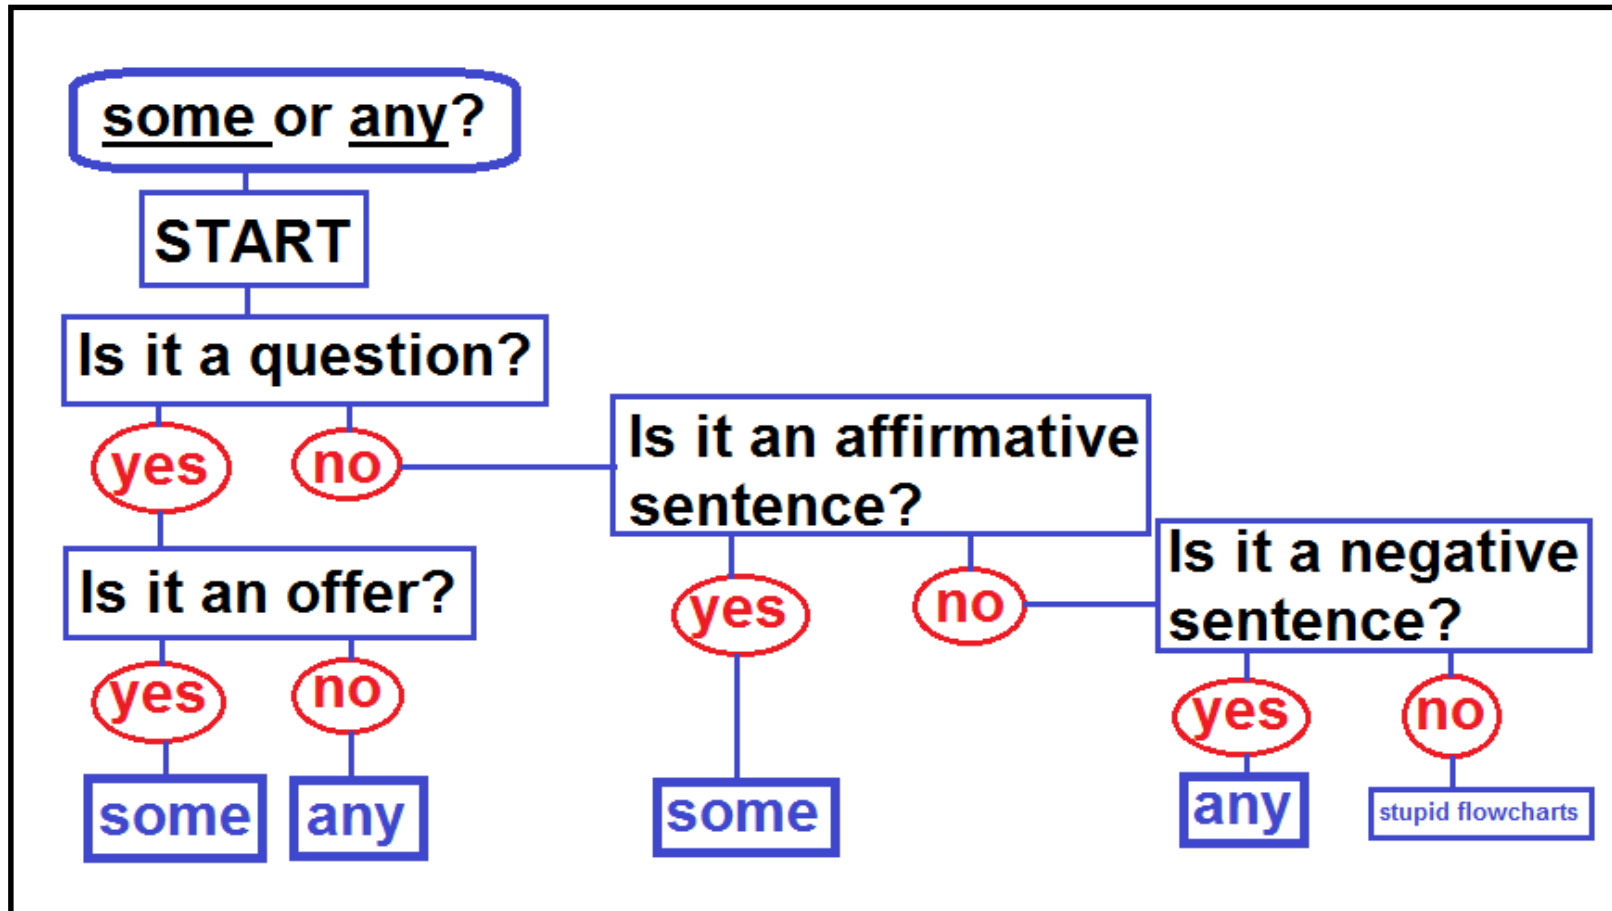 some or any?
START
Is it a question?
yes
no
Is it an offer?
yes
no
some
any
Is it an affirmative
sentence?
yes
no
some
Is it a negative
sentence?
yes
no
any
stupid flowcharts